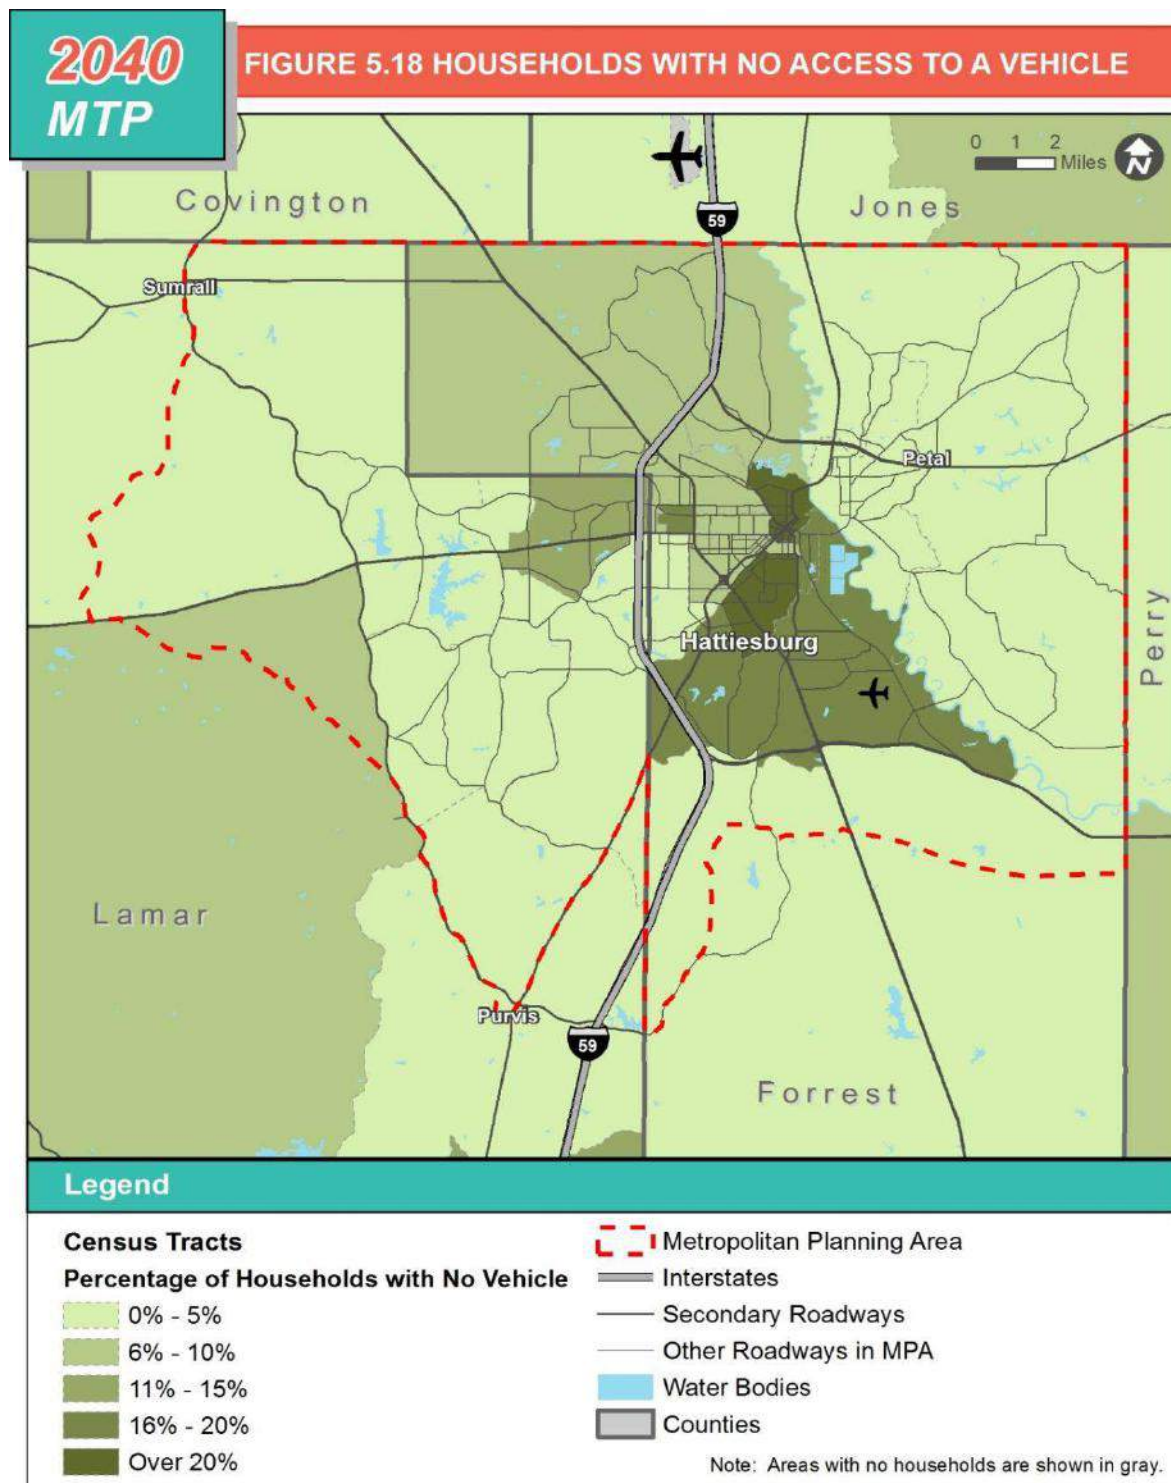 2040
MTP
FIGURE 5.18 HOUSEHOLDS WITH NO ACCESS TO A VEHICLE
0 1 2
Miles
N
Covington
Jones
59
Sumrall
Petal
Perry
Hattiesburg
Lamar
Purvis
59
Forrest
Legend
Census Tracts
Percentage of Households with No Vehicle
0% - 5%
6% - 10%
11% - 15%
16% - 20%
Over 20%
Metropolitan Planning Area
Interstates
Secondary Roadways
Other Roadways in MPA
Water Bodies
Counties
Note: Areas with no households are shown in gray.